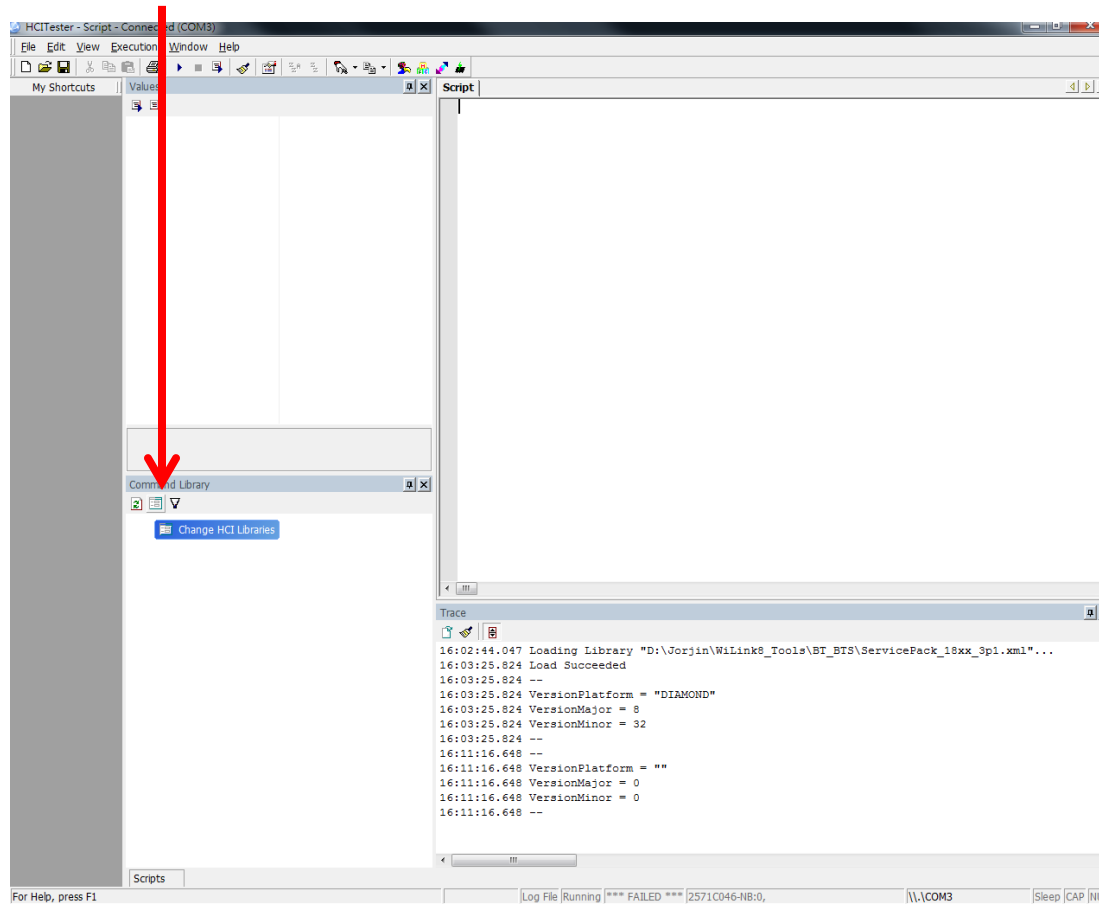 HCITester - Script - Connected (COM3)
File Edit View Execution Window Help
My Shortcuts
Values
Script
Command Library
Change HCI Libraries
Trace
16:02:44.047 Loading Library "D:\Jorjin\WiLink8_Tools\BT_BTS\ServicePack_18xx_3p1.xml"...
16:03:25.824 Load Succeeded
16:03:25.824 --
16:03:25.824 VersionPlatform = "DIAMOND"
16:03:25.824 VersionMajor = 8
16:03:25.824 VersionMinor = 32
16:03:25.824 --
16:11:16.648 --
16:11:16.648 VersionPlatform = ""
16:11:16.648 VersionMajor = 0
16:11:16.648 VersionMinor = 0
16:11:16.648 --
Scripts
For Help, press F1 Log File Running *** FAILED *** 2571C046-NB:0, \\.\COM3 Sleep CAP